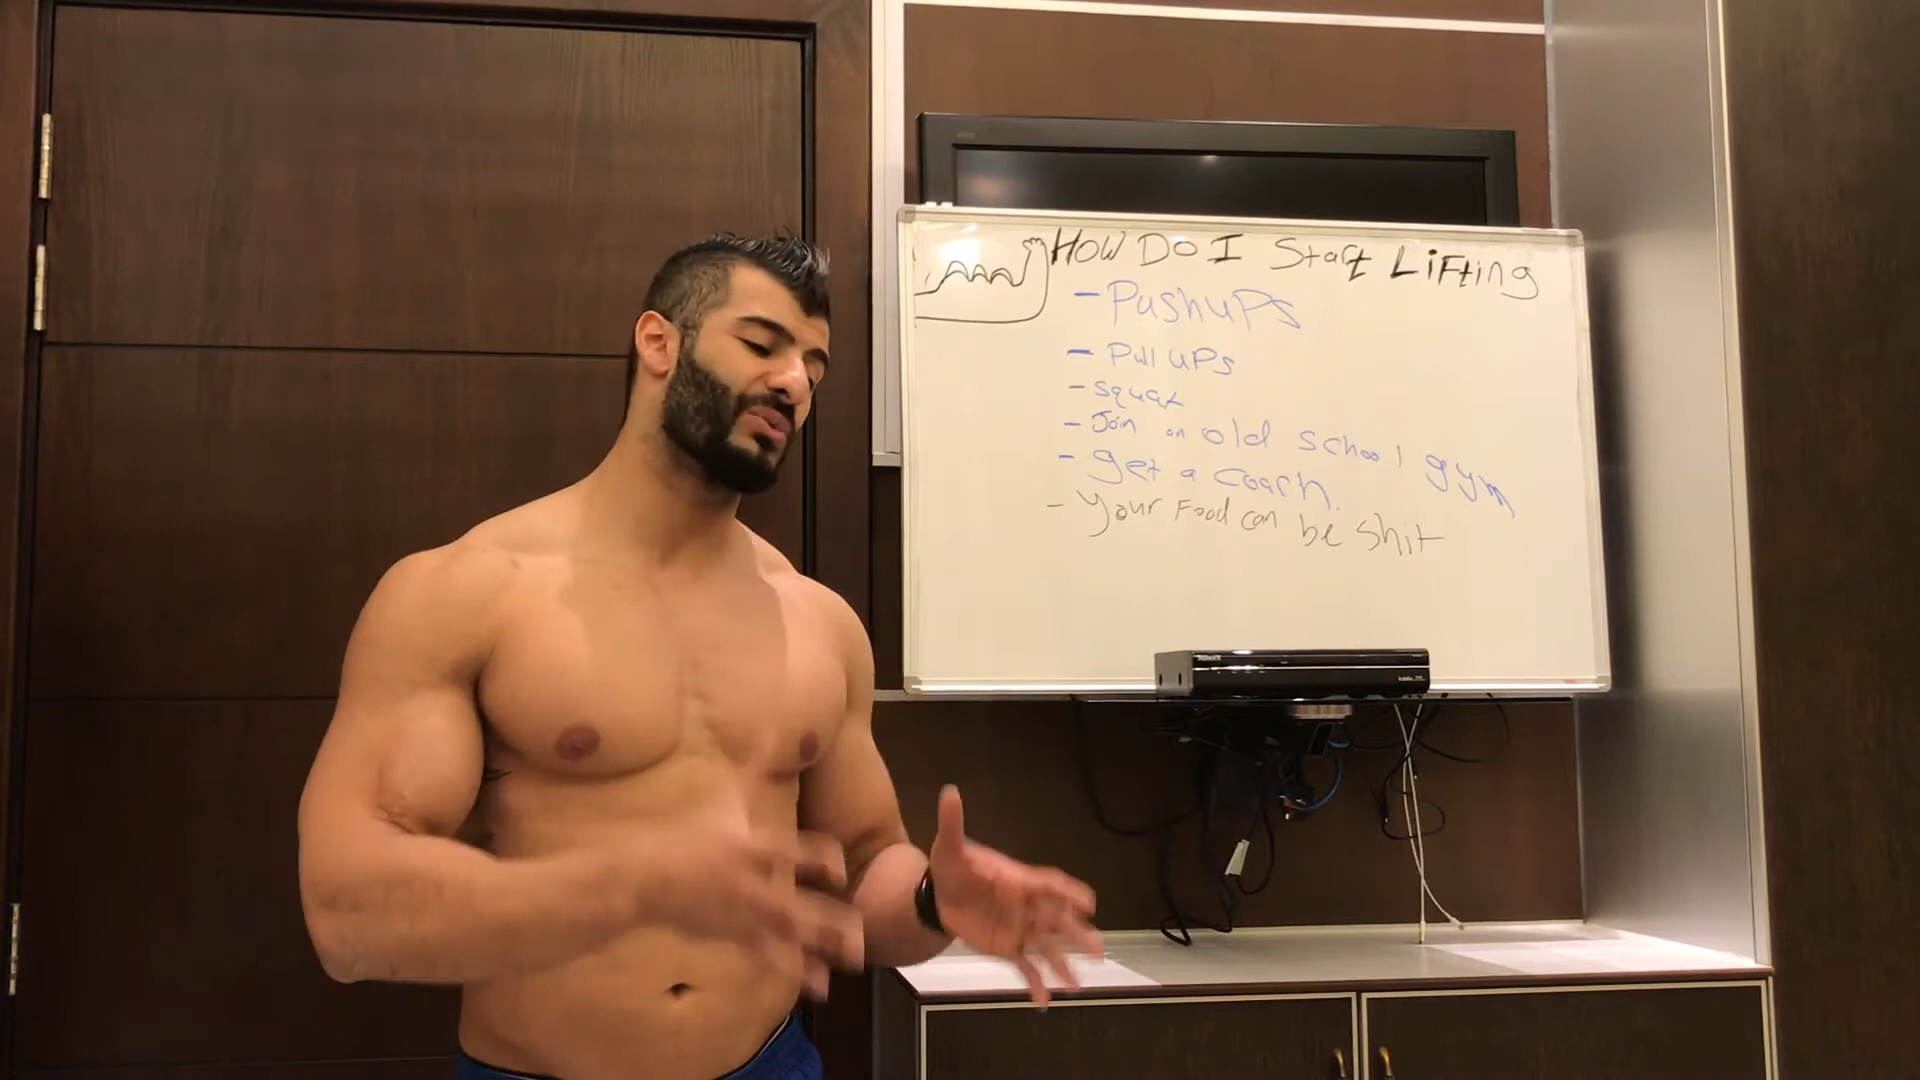 HOW DO I Start Lifting
- PushUPs
- Pull UPs
- squat
- Join an old school gym
- get a coach.
- Your Food can be shit